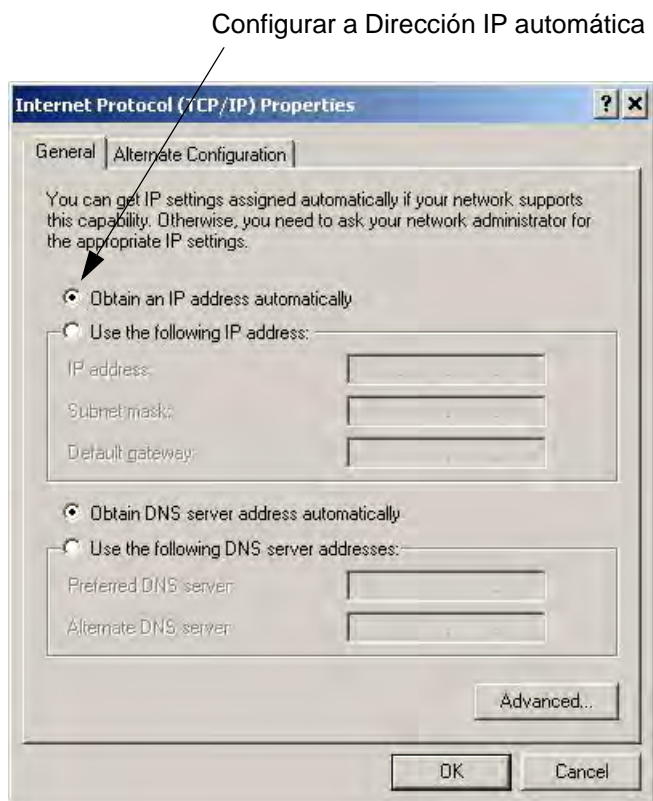 Configurar a Dirección IP automática
Internet Protocol (TCP/IP) Properties
General
Alternate Configuration
You can get IP settings assigned automatically if your network supports
this capability. Otherwise, you need to ask your network administrator for
the appropriate IP settings.
Obtain an IP address automatically
Use the following IP address:
IP address:
Subnet mask:
Default gateway:
Obtain DNS server address automatically
Use the following DNS server addresses:
Preferred DNS server:
Alternate DNS server:
Advanced...
OK
Cancel